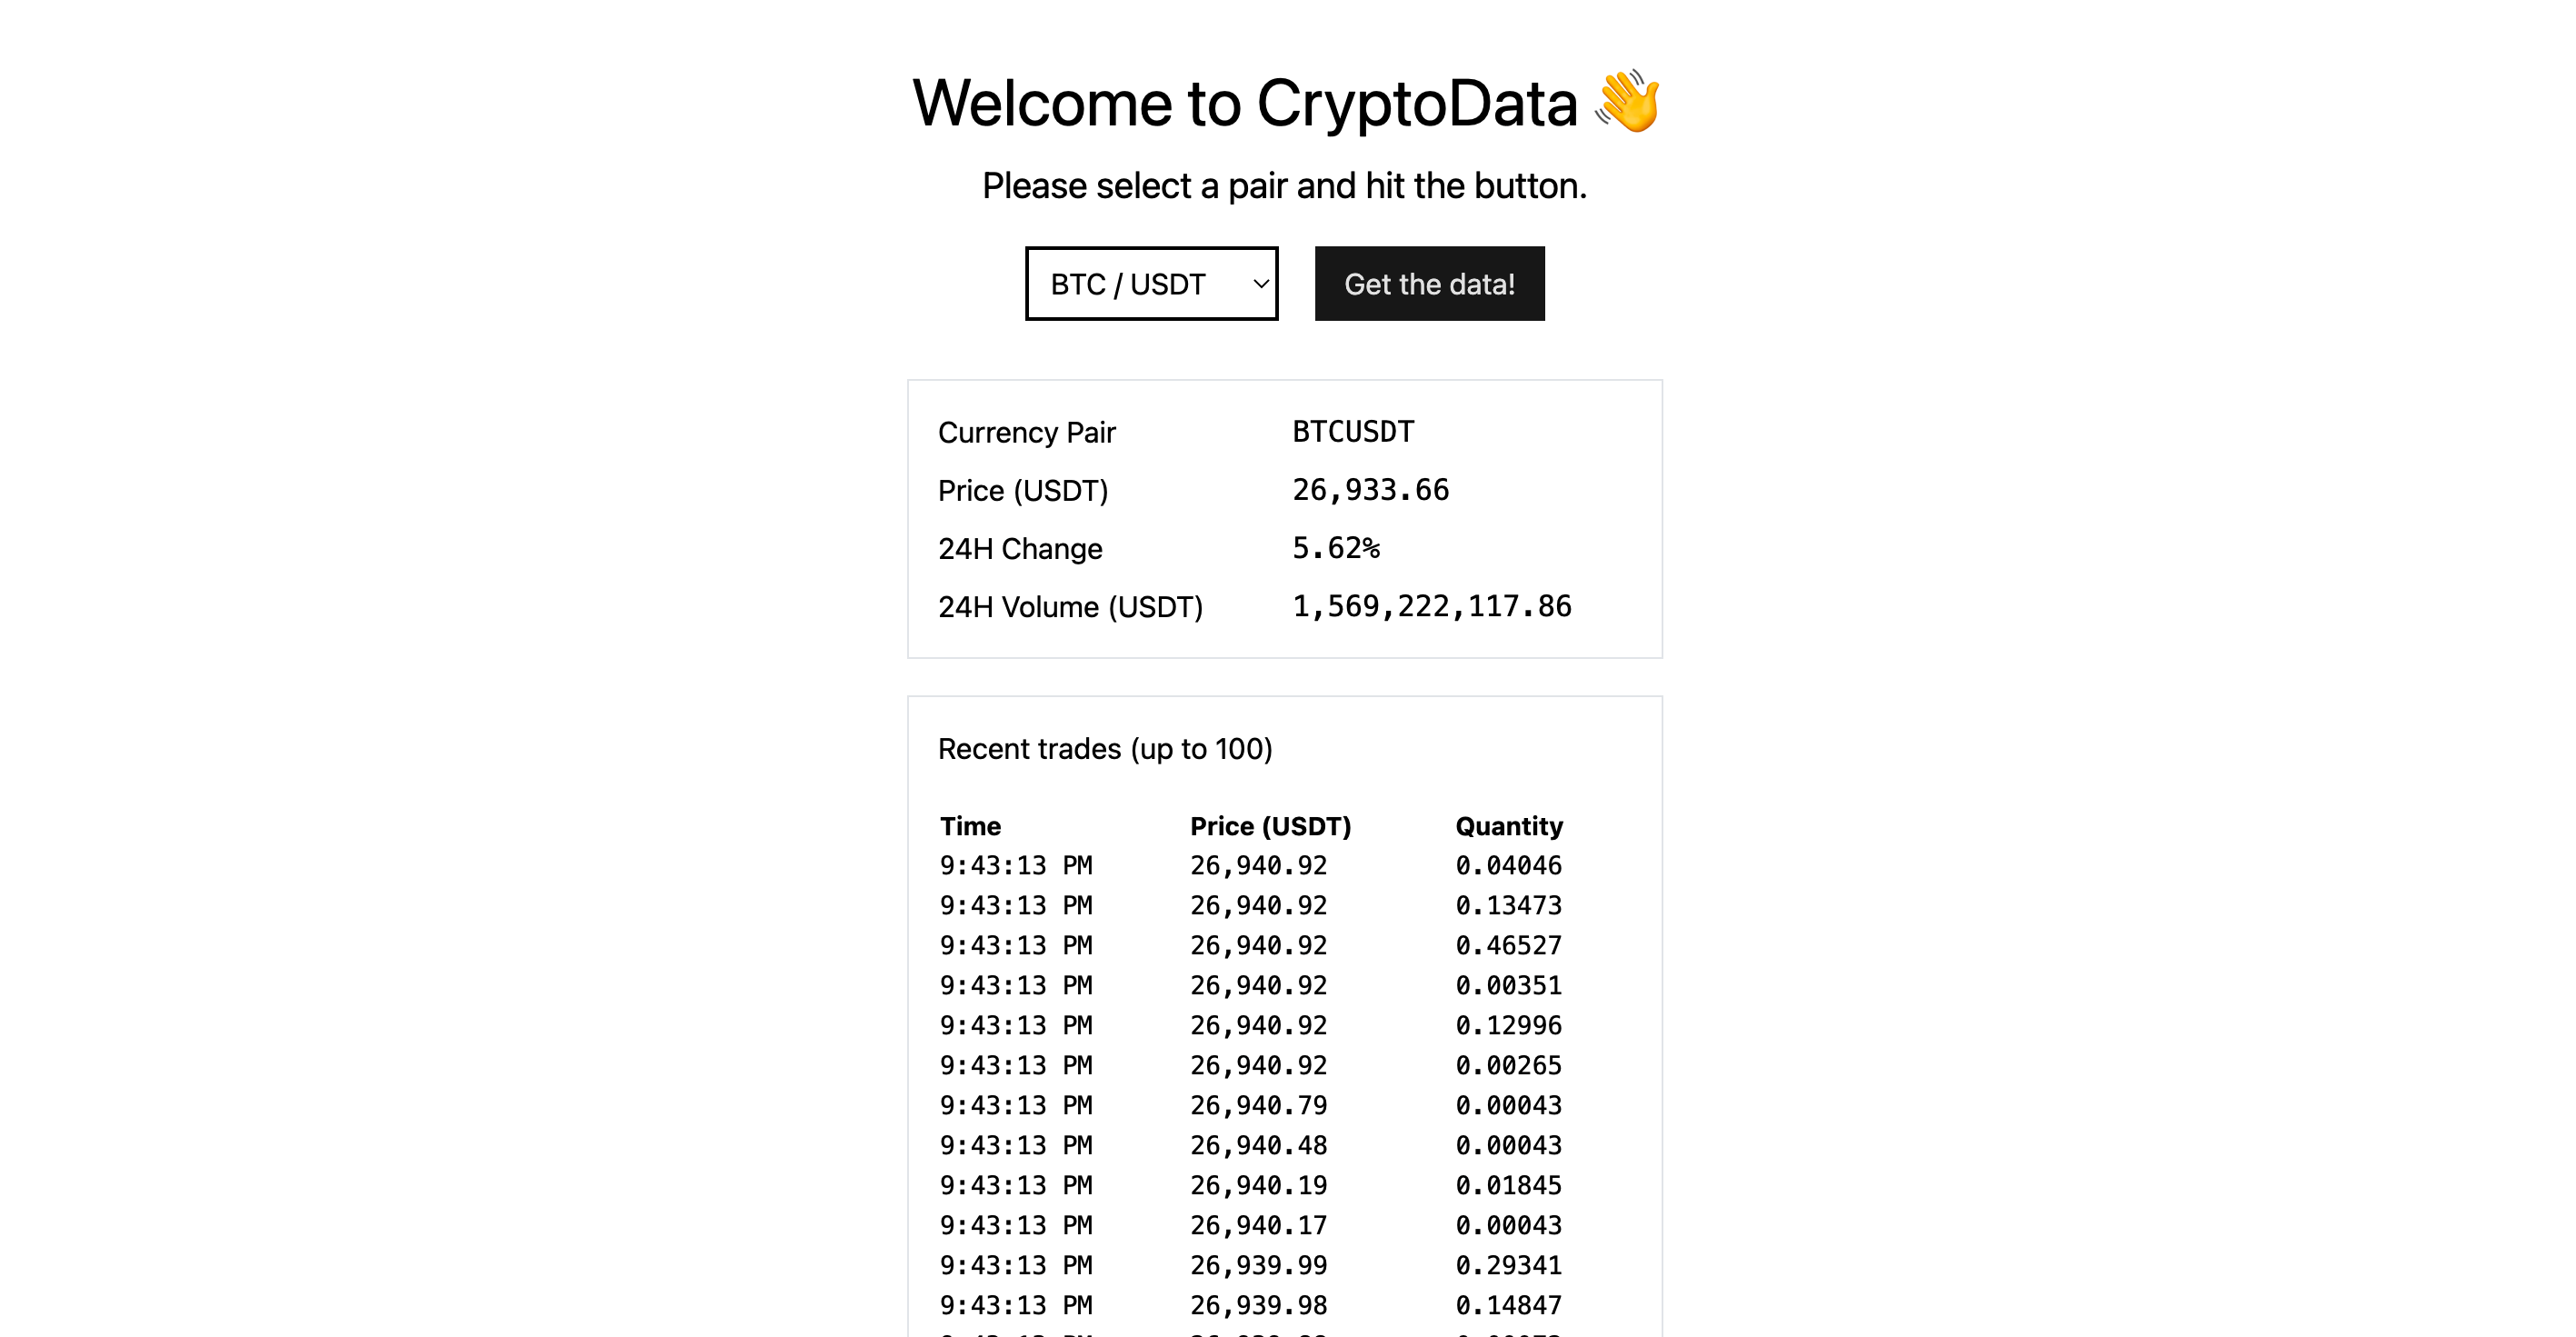 Welcome to CryptoData 👋
Please select a pair and hit the button.
BTC / USDT Get the data!
Currency Pair BTCUSDT
Price (USDT) 26,933.66
24H Change 5.62%
24H Volume (USDT) 1,569,222,117.86
Recent trades (up to 100)
Time Price (USDT) Quantity
9:43:13 PM 26,940.92 0.04046
9:43:13 PM 26,940.92 0.13473
9:43:13 PM 26,940.92 0.46527
9:43:13 PM 26,940.92 0.00351
9:43:13 PM 26,940.92 0.12996
9:43:13 PM 26,940.92 0.00265
9:43:13 PM 26,940.79 0.00043
9:43:13 PM 26,940.48 0.00043
9:43:13 PM 26,940.19 0.01845
9:43:13 PM 26,940.17 0.00043
9:43:13 PM 26,939.99 0.29341
9:43:13 PM 26,939.98 0.14847